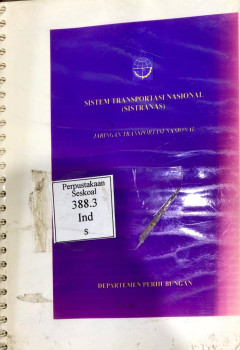 SISTEM TRANSPORTASI NASIONAL
(SISTRANAS)
JARINGAN TRANSPORTASI NASIONAL
Perpustakaan
Seskoal
388.3
Ind
s
DEPARTEMEN PERHUBUNGAN